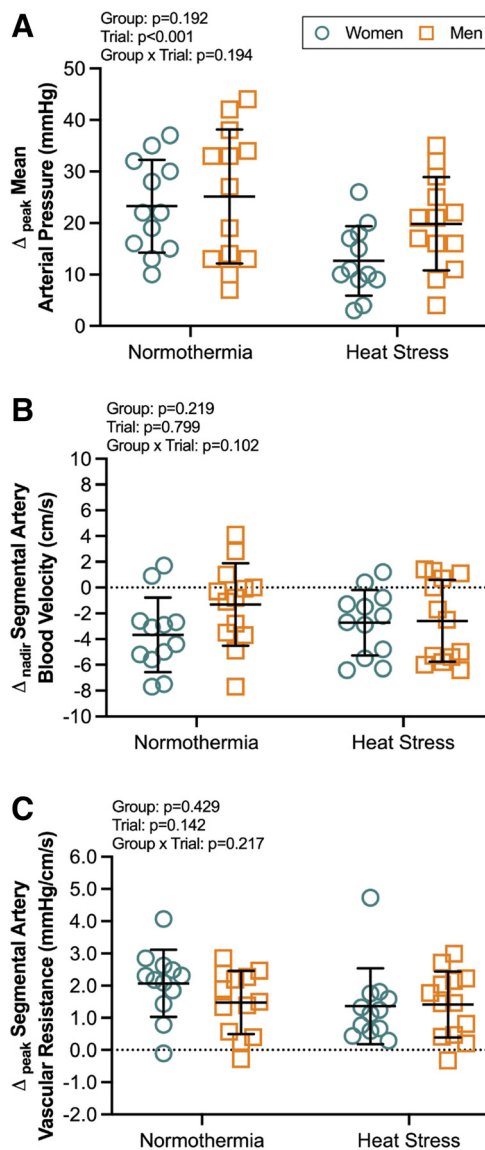 A
Group: p=0.192
Trial: p<0.001
Group x Trial: p=0.194
Women Men
Δpeak Mean
Arterial Pressure (mmHg)
50
40
30
20
10
0
Normothermia Heat Stress
B
Group: p=0.219
Trial: p=0.799
Group x Trial: p=0.102
Δnadir Segmental Artery
Blood Velocity (cm/s)
10
8
6
4
2
0
-2
-4
-6
-8
-10
Normothermia Heat Stress
C
Group: p=0.429
Trial: p=0.142
Group x Trial: p=0.217
Δpeak Segmental Artery
Vascular Resistance (mmHg/cm/s)
6.0
5.0
4.0
3.0
2.0
1.0
0.0
-1.0
-2.0
Normothermia Heat Stress